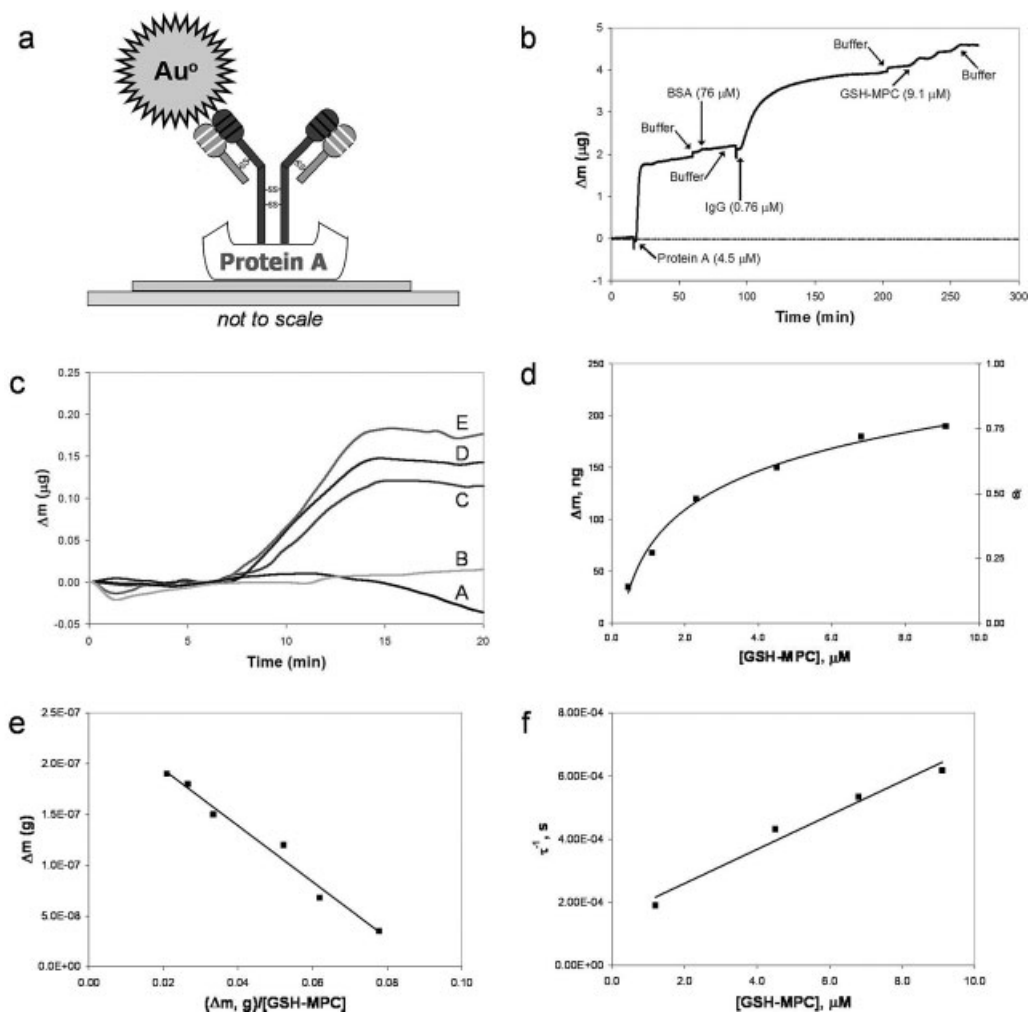 a
Au⁰
SS
SS
Protein A
not to scale
b
Δm (µg)
5
4
3
2
1
0
-1
Buffer
BSA (76 µM)
Buffer
Buffer
IgG (0.76 µM)
Protein A (4.5 µM)
GSH-MPC (9.1 µM)
Buffer
0
50
100
150
200
250
300
Time (min)
c
Δm (µg)
0.25
0.20
0.15
0.10
0.05
0.00
-0.05
E
D
C
B
A
0
5
10
15
20
Time (min)
d
Δm, ng
250
200
150
100
50
0
1.00
0.75
0.50
0.25
0.00
0.0
2.0
4.0
6.0
8.0
10.0
[GSH-MPC], µM
e
Δm (g)
2.5E-07
2.0E-07
1.5E-07
1.0E-07
5.0E-08
0.0E+00
0.00
0.02
0.04
0.06
0.08
0.10
(Δm, g)/[GSH-MPC]
f
τ⁻¹, s
8.00E-04
6.00E-04
4.00E-04
2.00E-04
0.00E+00
0.0
2.0
4.0
6.0
8.0
10.0
[GSH-MPC], µM